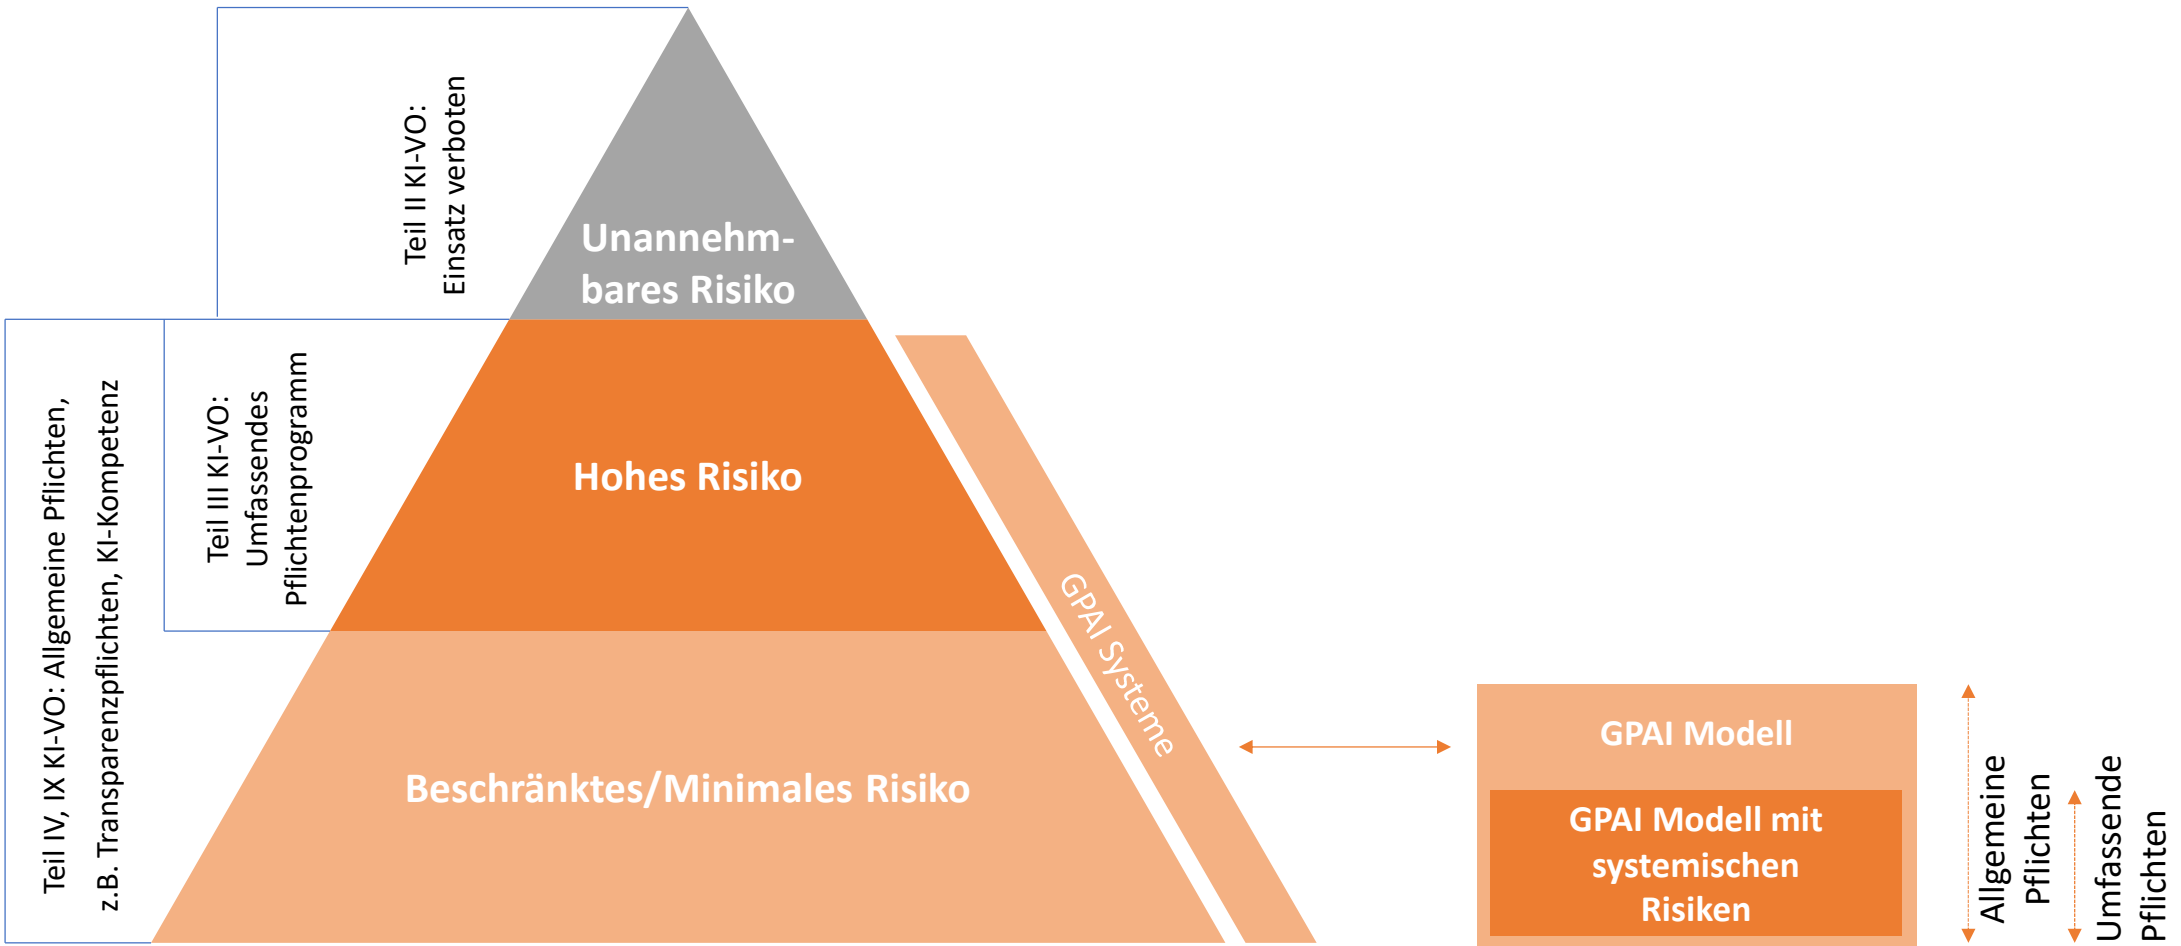 Teil II KI-VO:
Einsatz verboten
Unannehm-
bares Risiko
Teil IV, IX KI-VO: Allgemeine Pflichten,
z.B. Transparenzpflichten, KI-Kompetenz
Teil III KI-VO:
Umfassendes
Pflichtenprogramm
Hohes Risiko
GPAI Systeme
Beschränktes/Minimales Risiko
GPAI Modell
GPAI Modell mit
systemischen
Risiken
Allgemeine
Pflichten
Umfassende
Pflichten